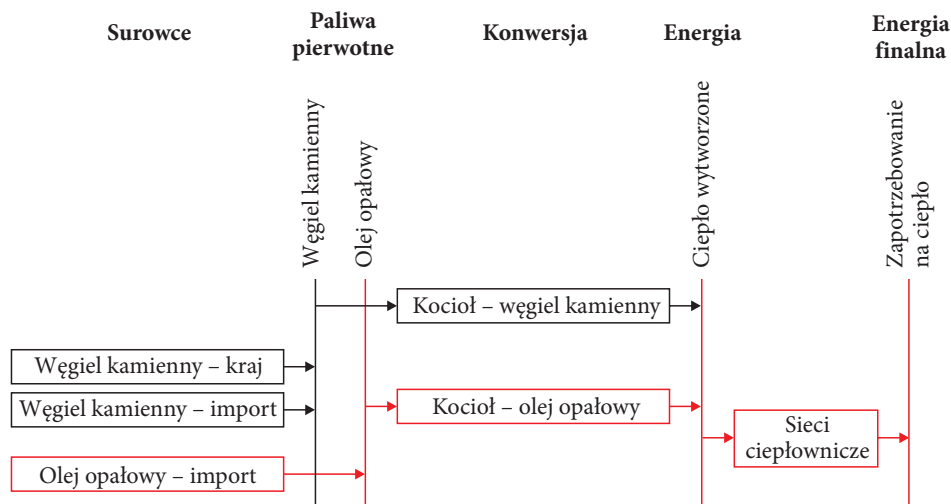 Surowce
Paliwa
pierwotne
Konwersja
Energia
Energia
finalna
Węgiel kamienny
Olej opałowy
Ciepło wytworzone
Zapotrzebowanie
na ciepło
Kocioł – węgiel kamienny
Węgiel kamienny – kraj
Węgiel kamienny – import
Kocioł – olej opałowy
Sieci
ciepłownicze
Olej opałowy – import